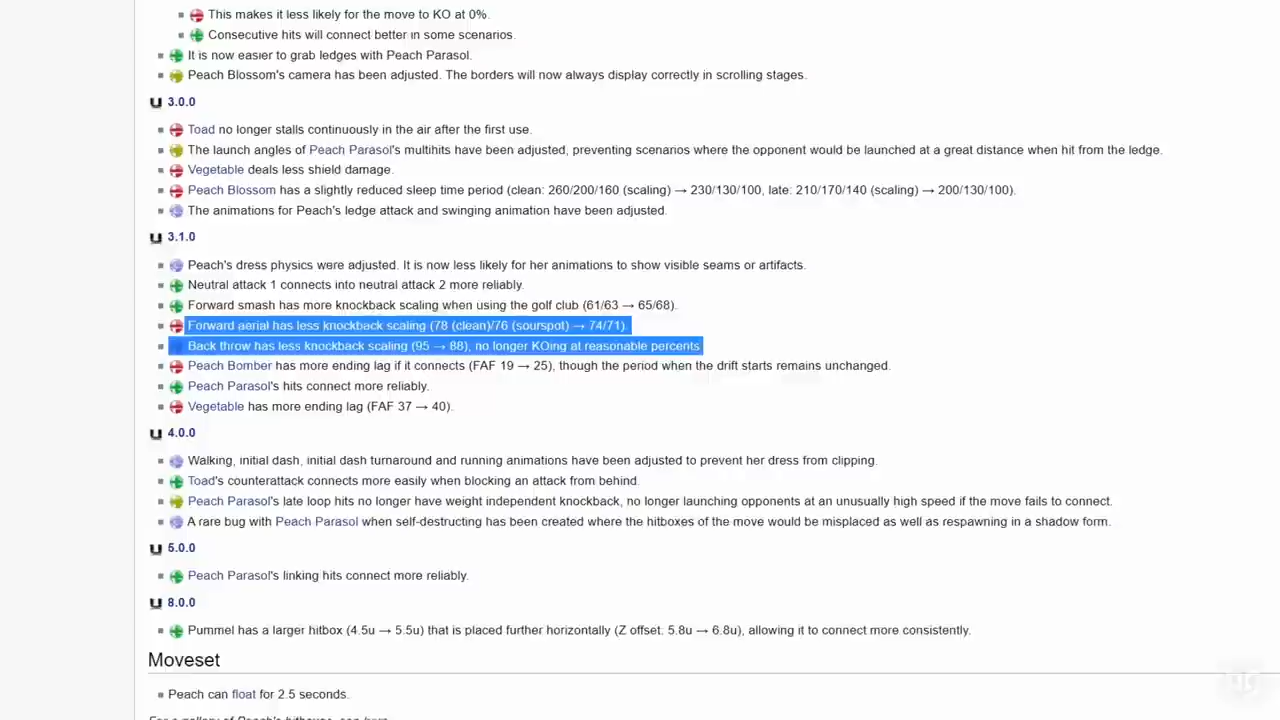 This makes it less likely for the move to KO at 0%.
Consecutive hits will connect better in some scenarios.
It is now easier to grab ledges with Peach Parasol.
Peach Blossom's camera has been adjusted. The borders will now always display correctly in scrolling stages.
3.0.0
Toad no longer stalls continuously in the air after the first use.
The launch angles of Peach Parasol's multihits have been adjusted, preventing scenarios where the opponent would be launched at a great distance when hit from the ledge.
Vegetable deals less shield damage.
Peach Blossom has a slightly reduced sleep time period (clean: 260/200/160 (scaling) → 230/130/100, late: 210/170/140 (scaling) → 200/130/100).
The animations for Peach's ledge attack and swinging animation have been adjusted.
3.1.0
Peach's dress physics were adjusted. It is now less likely for her animations to show visible seams or artifacts.
Neutral attack 1 connects into neutral attack 2 more reliably.
Forward smash has more knockback scaling when using the golf club (61/63 → 65/68).
Forward aerial has less knockback scaling (78 (clean)/76 (sourspot) → 74/71).
Back throw has less knockback scaling (95 → 88), no longer KOing at reasonable percents
Peach Bomber has more ending lag if it connects (FAF 19 → 25), though the period when the drift starts remains unchanged.
Peach Parasol's hits connect more reliably.
Vegetable has more ending lag (FAF 37 → 40).
4.0.0
Walking, initial dash, initial dash turnaround and running animations have been adjusted to prevent her dress from clipping.
Toad's counterattack connects more easily when blocking an attack from behind.
Peach Parasol's late loop hits no longer have weight independent knockback, no longer launching opponents at an unusually high speed if the move fails to connect.
A rare bug with Peach Parasol when self-destructing has been created where the hitboxes of the move would be misplaced as well as respawning in a shadow form.
5.0.0
Peach Parasol's linking hits connect more reliably.
8.0.0
Pummel has a larger hitbox (4.5u → 5.5u) that is placed further horizontally (Z offset: 5.8u → 6.8u), allowing it to connect more consistently.
Moveset
Peach can float for 2.5 seconds.
For a gallery of Peach's hitboxes, see here.